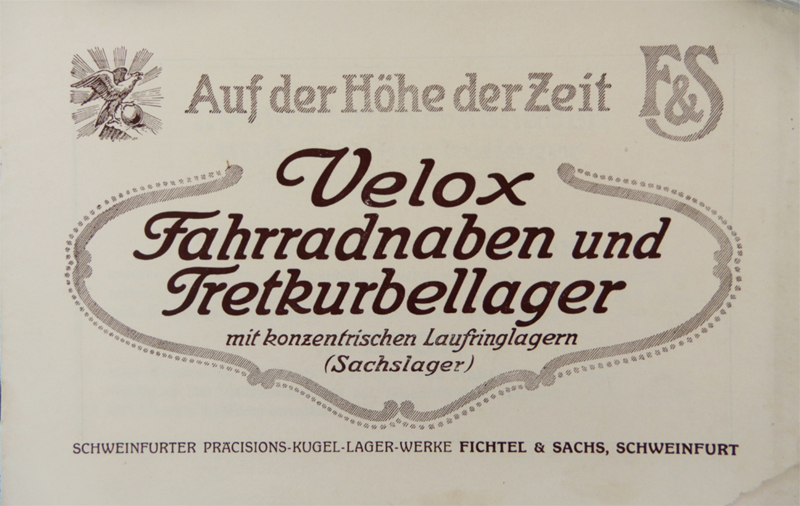 Auf der Höhe der Zeit
F&S
Velox
Fahrradnaben und
Tretkurbellager
mit konzentrischen Laufringlagern
(Sachslager)
SCHWEINFURTER PRÄCISIONS-KUGEL-LAGER-WERKE FICHTEL & SACHS, SCHWEINFURT